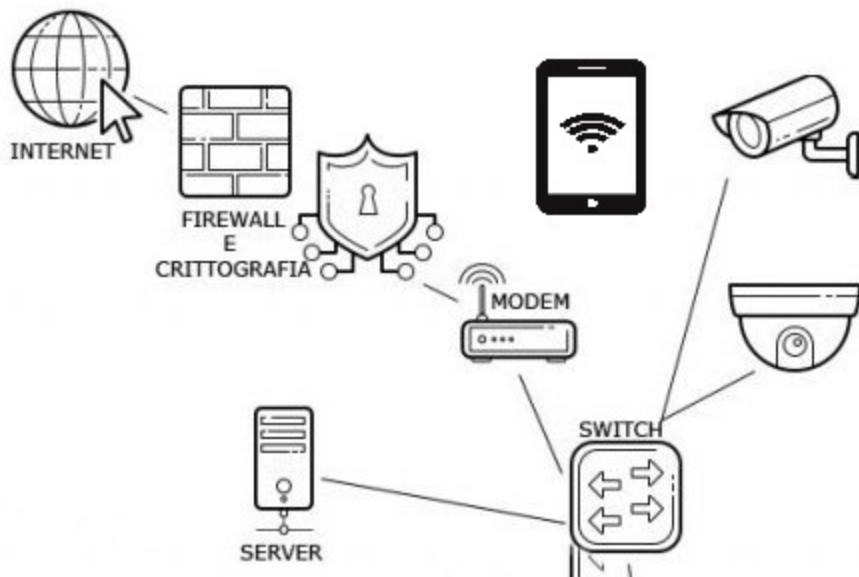 INTERNET
FIREWALL
E
CRITTOGRAFIA
MODEM
SWITCH
SERVER